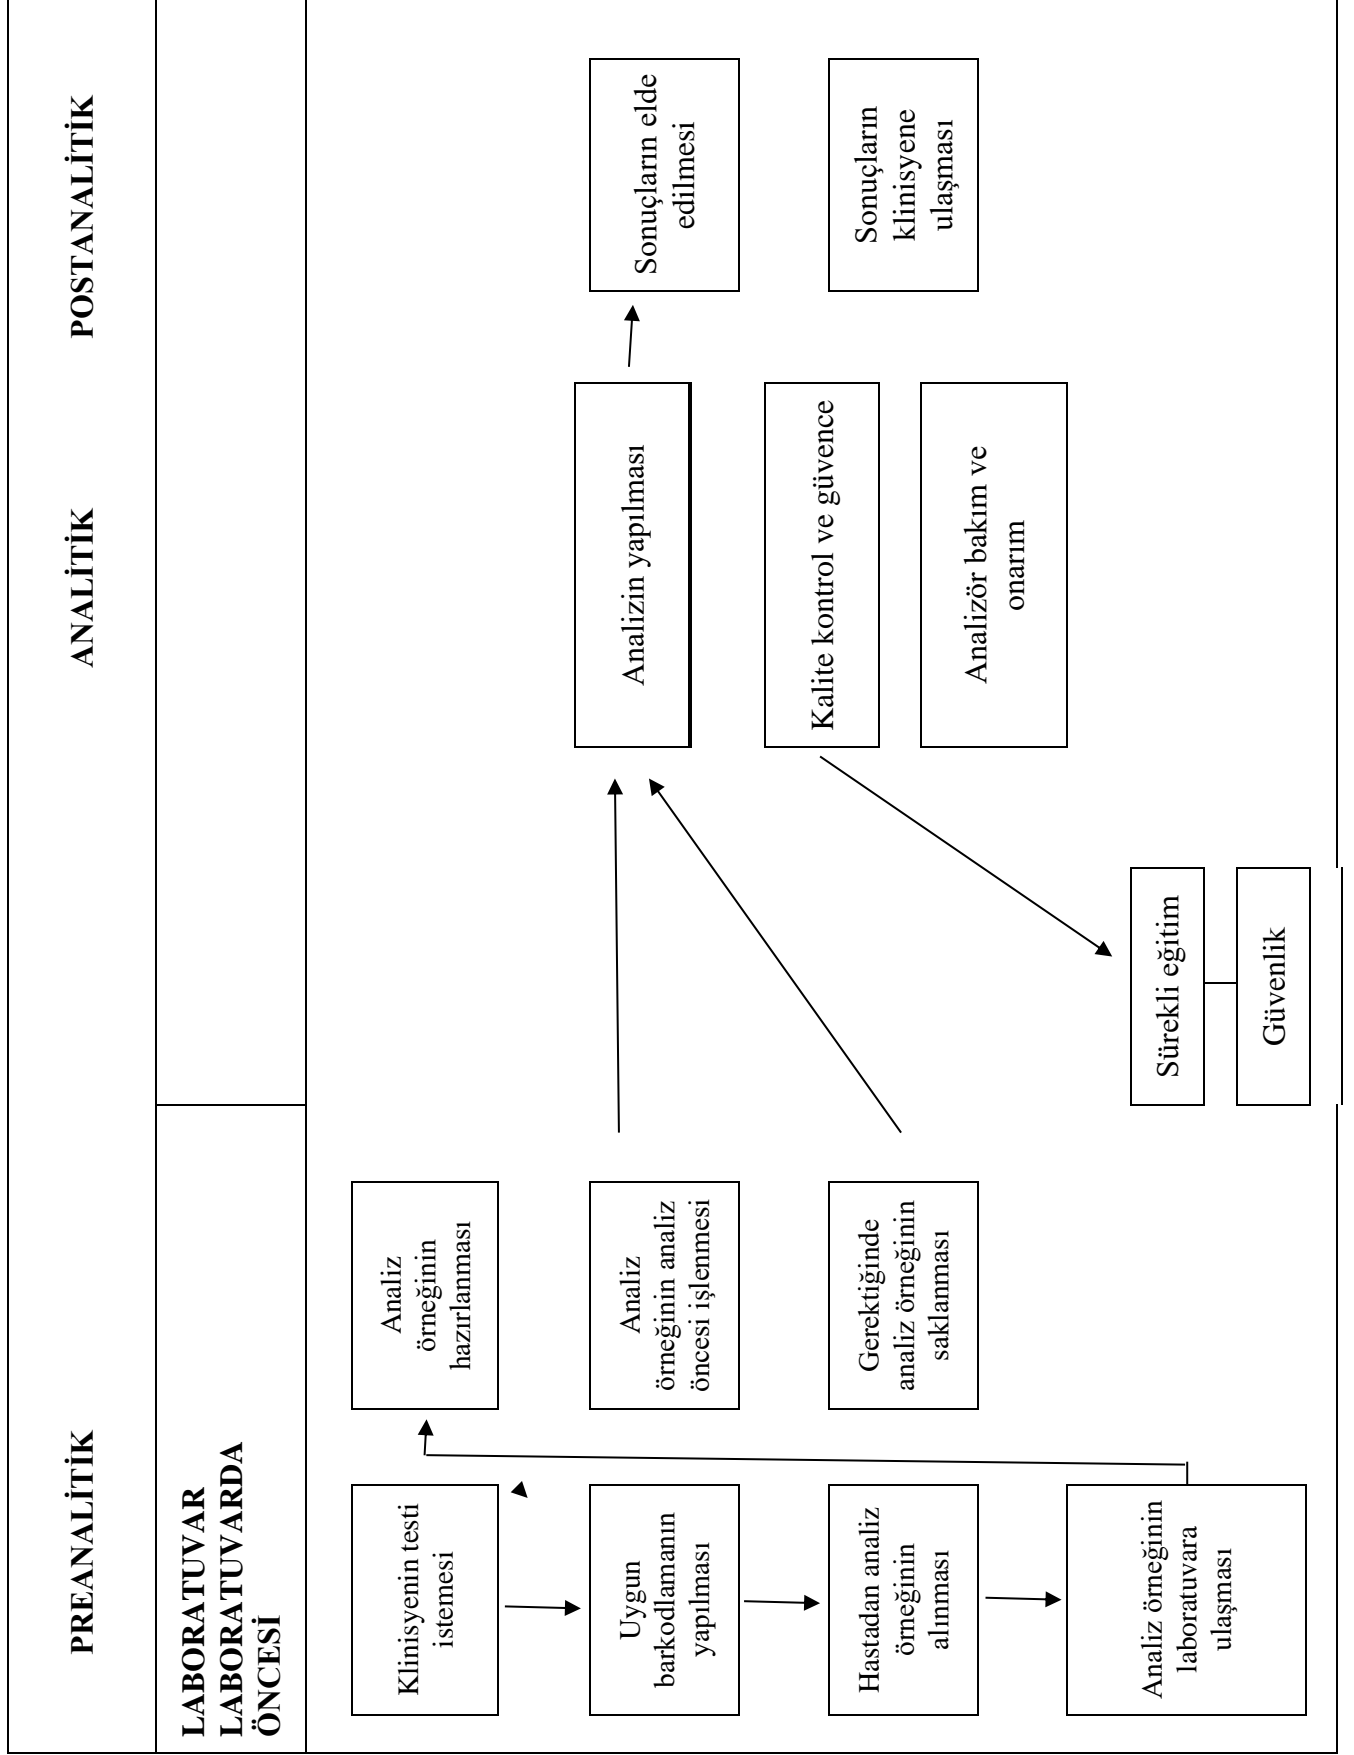 PREANALİTİK
ANALİTİK
POSTANALİTİK
LABORATUVAR
LABORATUVARDA
ÖNCESİ
Klinisyenin testi
istemesi
Uygun
barkodlamanın
yapılması
Hastadan analiz
örneğinin
alınması
Analiz örneğinin
laboratuvara
ulaşması
Analiz
örneğinin
hazırlanması
Analiz
örneğinin analiz
öncesi işlenmesi
Gerektiğinde
analiz örneğinin
saklanması
Sürekli eğitim
Güvenlik
Analizin yapılması
Kalite kontrol ve güvence
Analizör bakım ve
onarım
Sonuçların elde
edilmesi
Sonuçların
klinisyene
ulaşması